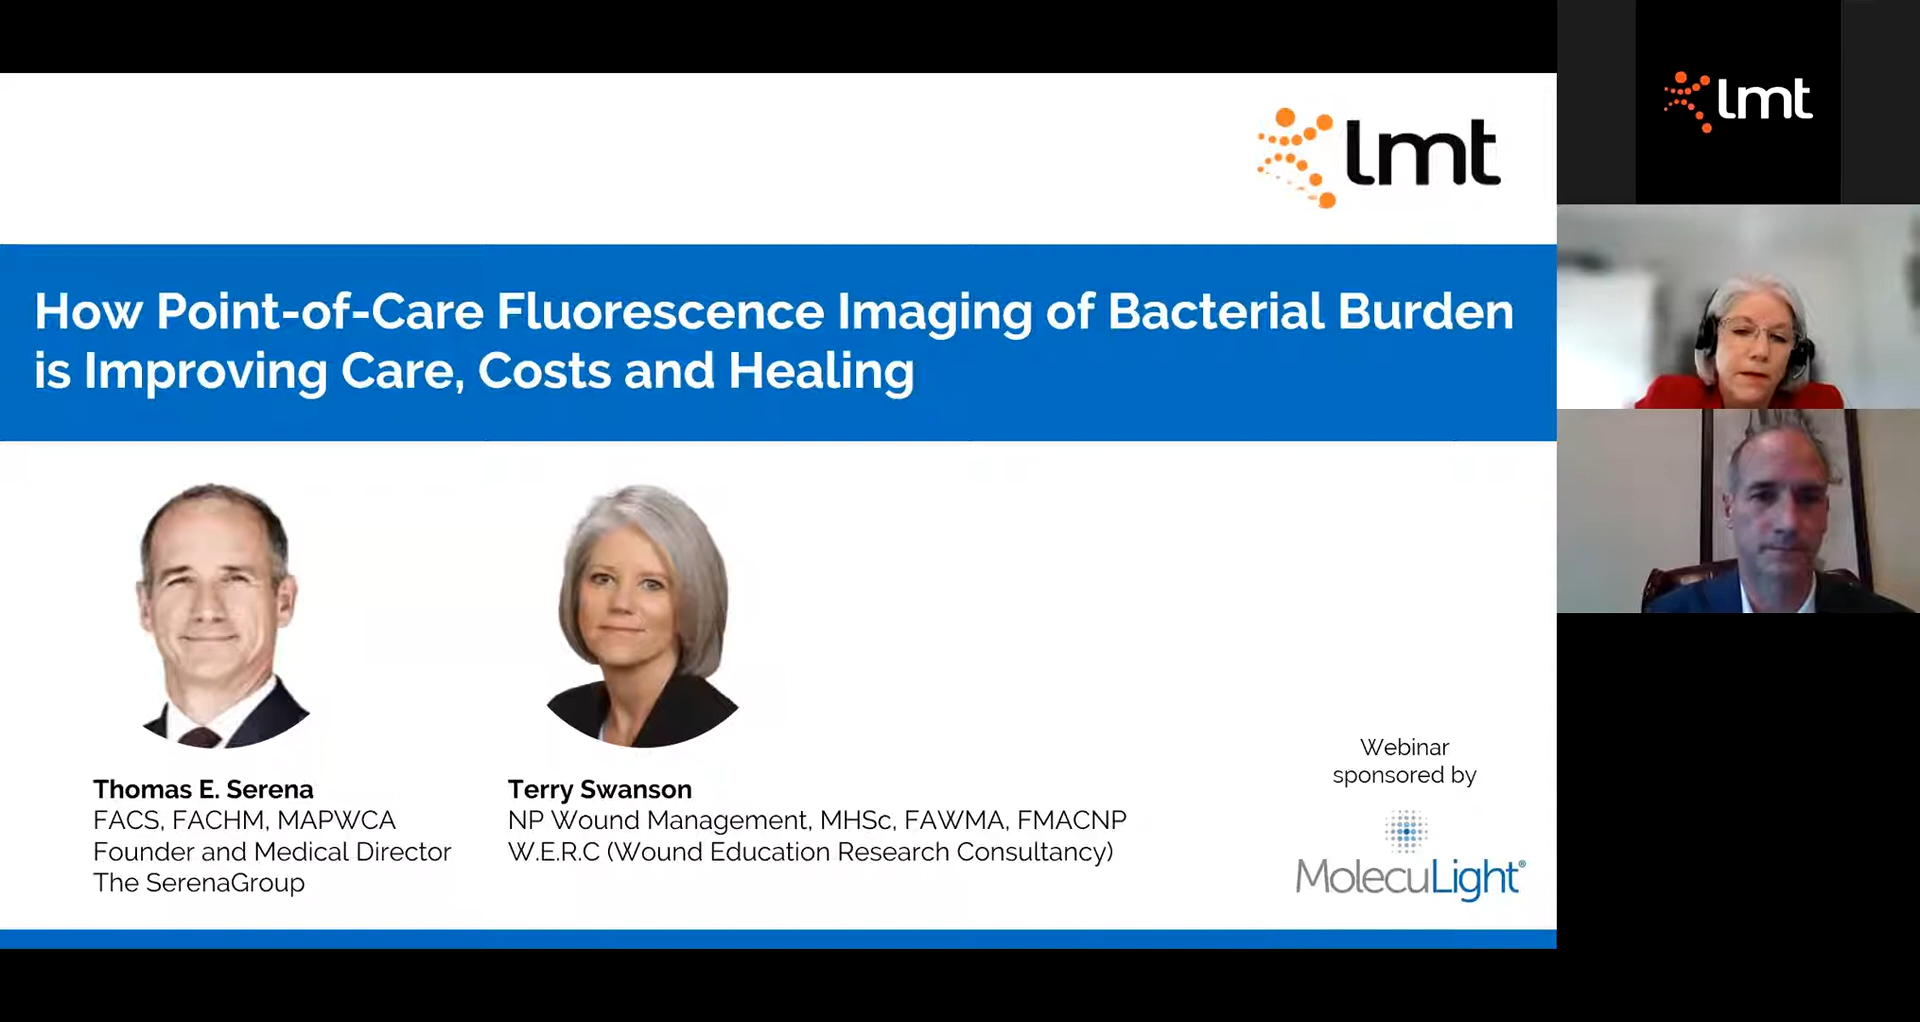 lmt
lmt
How Point-of-Care Fluorescence Imaging of Bacterial Burden
is Improving Care, Costs and Healing
Thomas E. Serena
FACS, FACHM, MAPWCA
Founder and Medical Director
The SerenaGroup
Terry Swanson
NP Wound Management, MHSc, FAWMA, FMACNP
W.E.R.C (Wound Education Research Consultancy)
Webinar
sponsored by
MolecuLight®